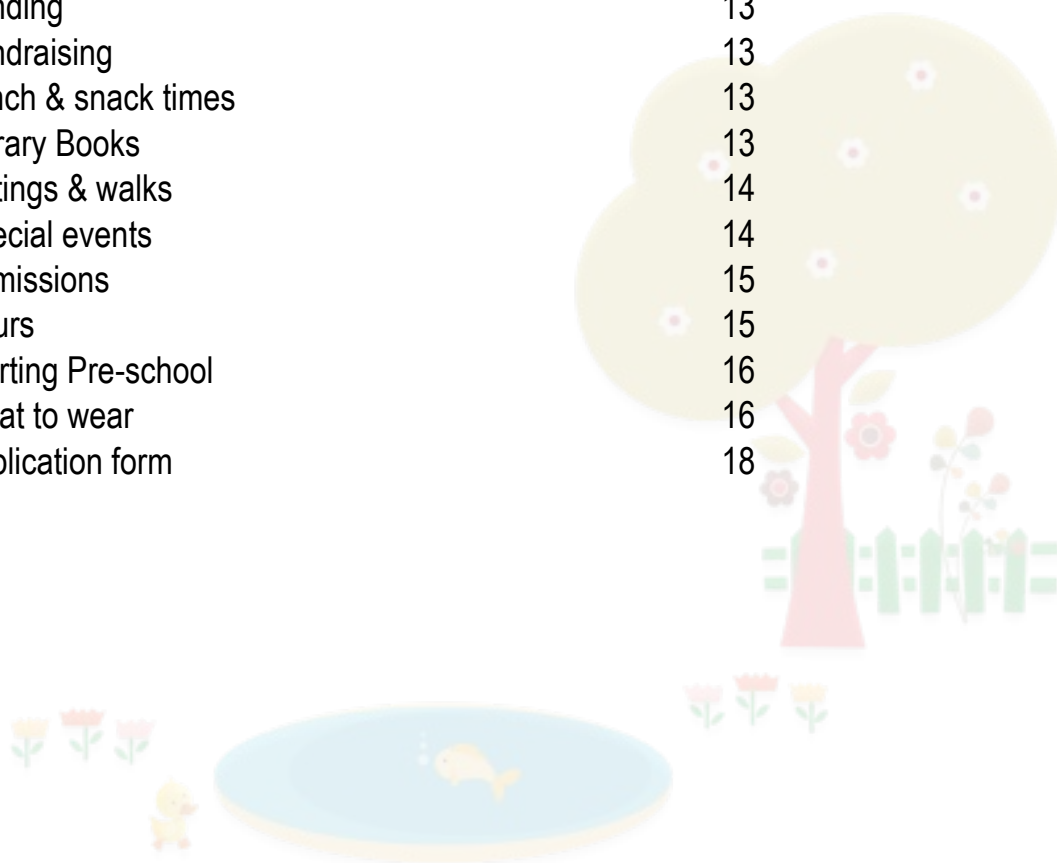 nding 13
ndraising 13
nch & snack times 13
rary Books 13
tings & walks 14
ecial events 14
missions 15
urs 15
rting Pre-school 16
at to wear 16
plication form 18